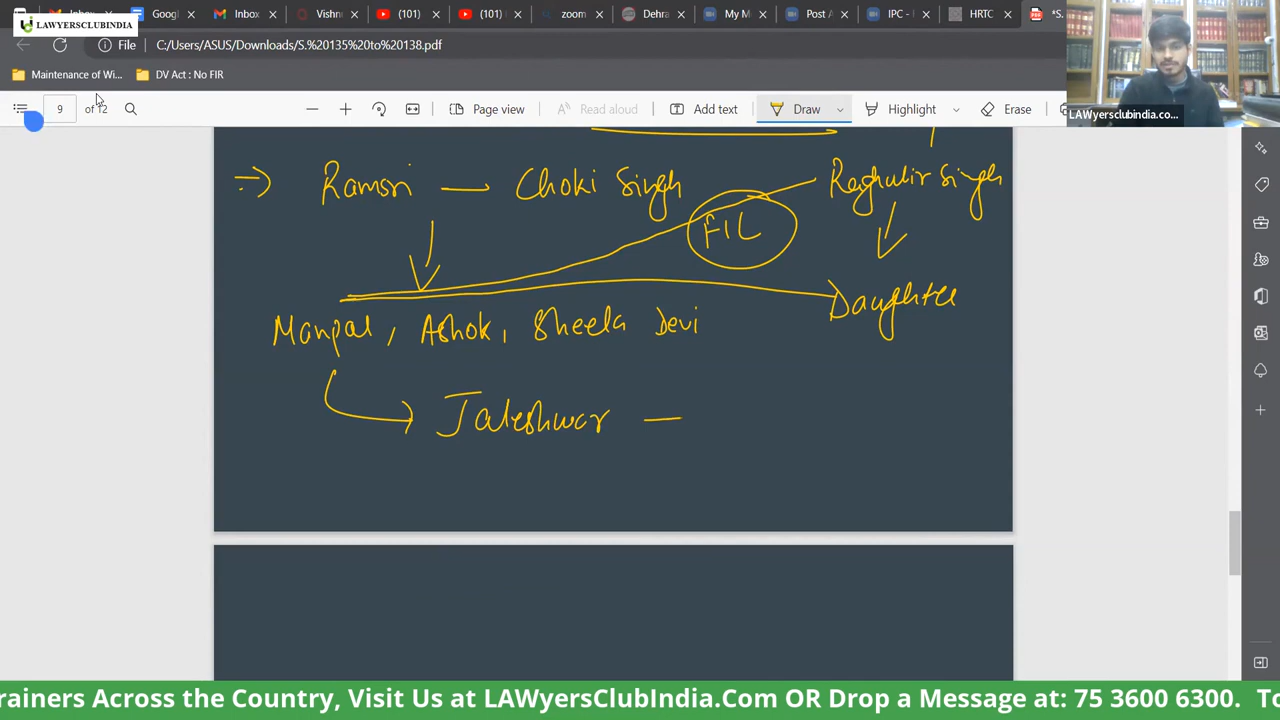 LAWYERSCLUBINDIA
Inbox
Googl
Inbox
Vishnu
(101)
(101)
zoom
Dehra
My M
Post
IPC -
HRTC
*S.
File C:/Users/ASUS/Downloads/S.%20135%20to%20138.pdf
Maintenance of Wi... DV Act : No FIR
9 of 12 Page view Read aloud Add text Draw Highlight Erase
LAWyersclubindia.co...
⇒ Ramsri — Choki Singh Raghubir Singh
FIL
Daughter
Manpal, Ashok, Sheela Devi
Jaleshwar —
rainers Across the Country, Visit Us at LAWyersClubIndia.Com OR Drop a Message at: 75 3600 6300. To